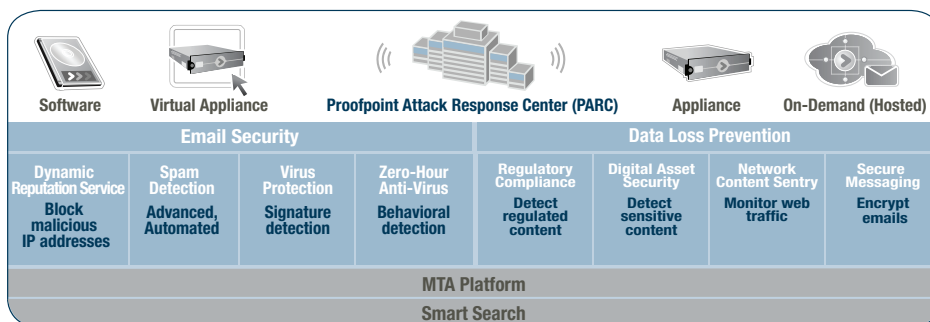 Software
Virtual Appliance
Proofpoint Attack Response Center (PARC)
Appliance
On-Demand (Hosted)
Email Security
Data Loss Prevention
Dynamic
Reputation Service
Block
malicious
IP addresses
Spam
Detection
Advanced,
Automated
Virus
Protection
Signature
detection
Zero-Hour
Anti-Virus
Behavioral
detection
Regulatory
Compliance
Detect
regulated
content
Digital Asset
Security
Detect
sensitive
content
Network
Content Sentry
Monitor web
traffic
Secure
Messaging
Encrypt
emails
MTA Platform
Smart Search